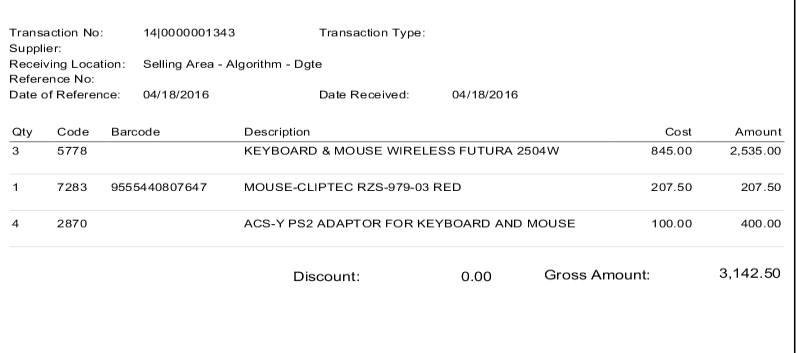 Transaction No: 14|0000001343 Transaction Type:
Supplier:
Receiving Location: Selling Area - Algorithm - Dgte
Reference No:
Date of Reference: 04/18/2016 Date Received: 04/18/2016
Qty Code Barcode Description Cost Amount
3 5778 KEYBOARD & MOUSE WIRELESS FUTURA 2504W 845.00 2,535.00
1 7283 9555440807647 MOUSE-CLIPTEC RZS-979-03 RED 207.50 207.50
4 2870 ACS-Y PS2 ADAPTOR FOR KEYBOARD AND MOUSE 100.00 400.00
Discount: 0.00 Gross Amount: 3,142.50